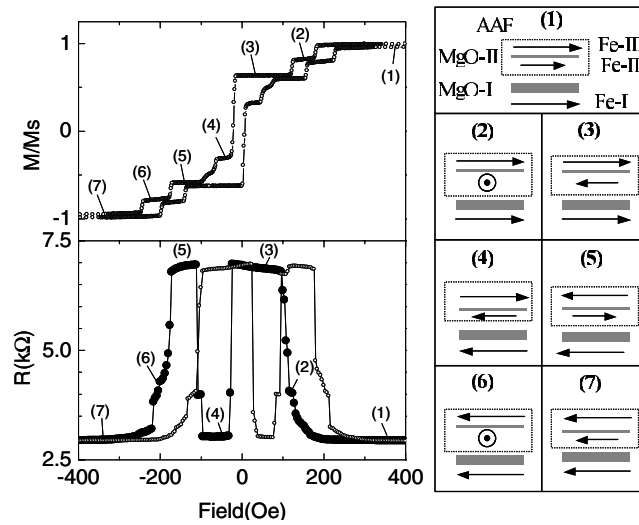 1
0
-1
M/Ms
(1)
(2)
(3)
(4)
(5)
(6)
(7)
7.5
5.0
2.5
R(kΩ)
(5)
(3)
(6)
(2)
(7)
(4)
(1)
-400 -200 0 200 400
Field(Oe)
AAF (1)
Fe-III
MgO-II
Fe-II
MgO-I
Fe-I
(2) (3)
(4) (5)
(6) (7)